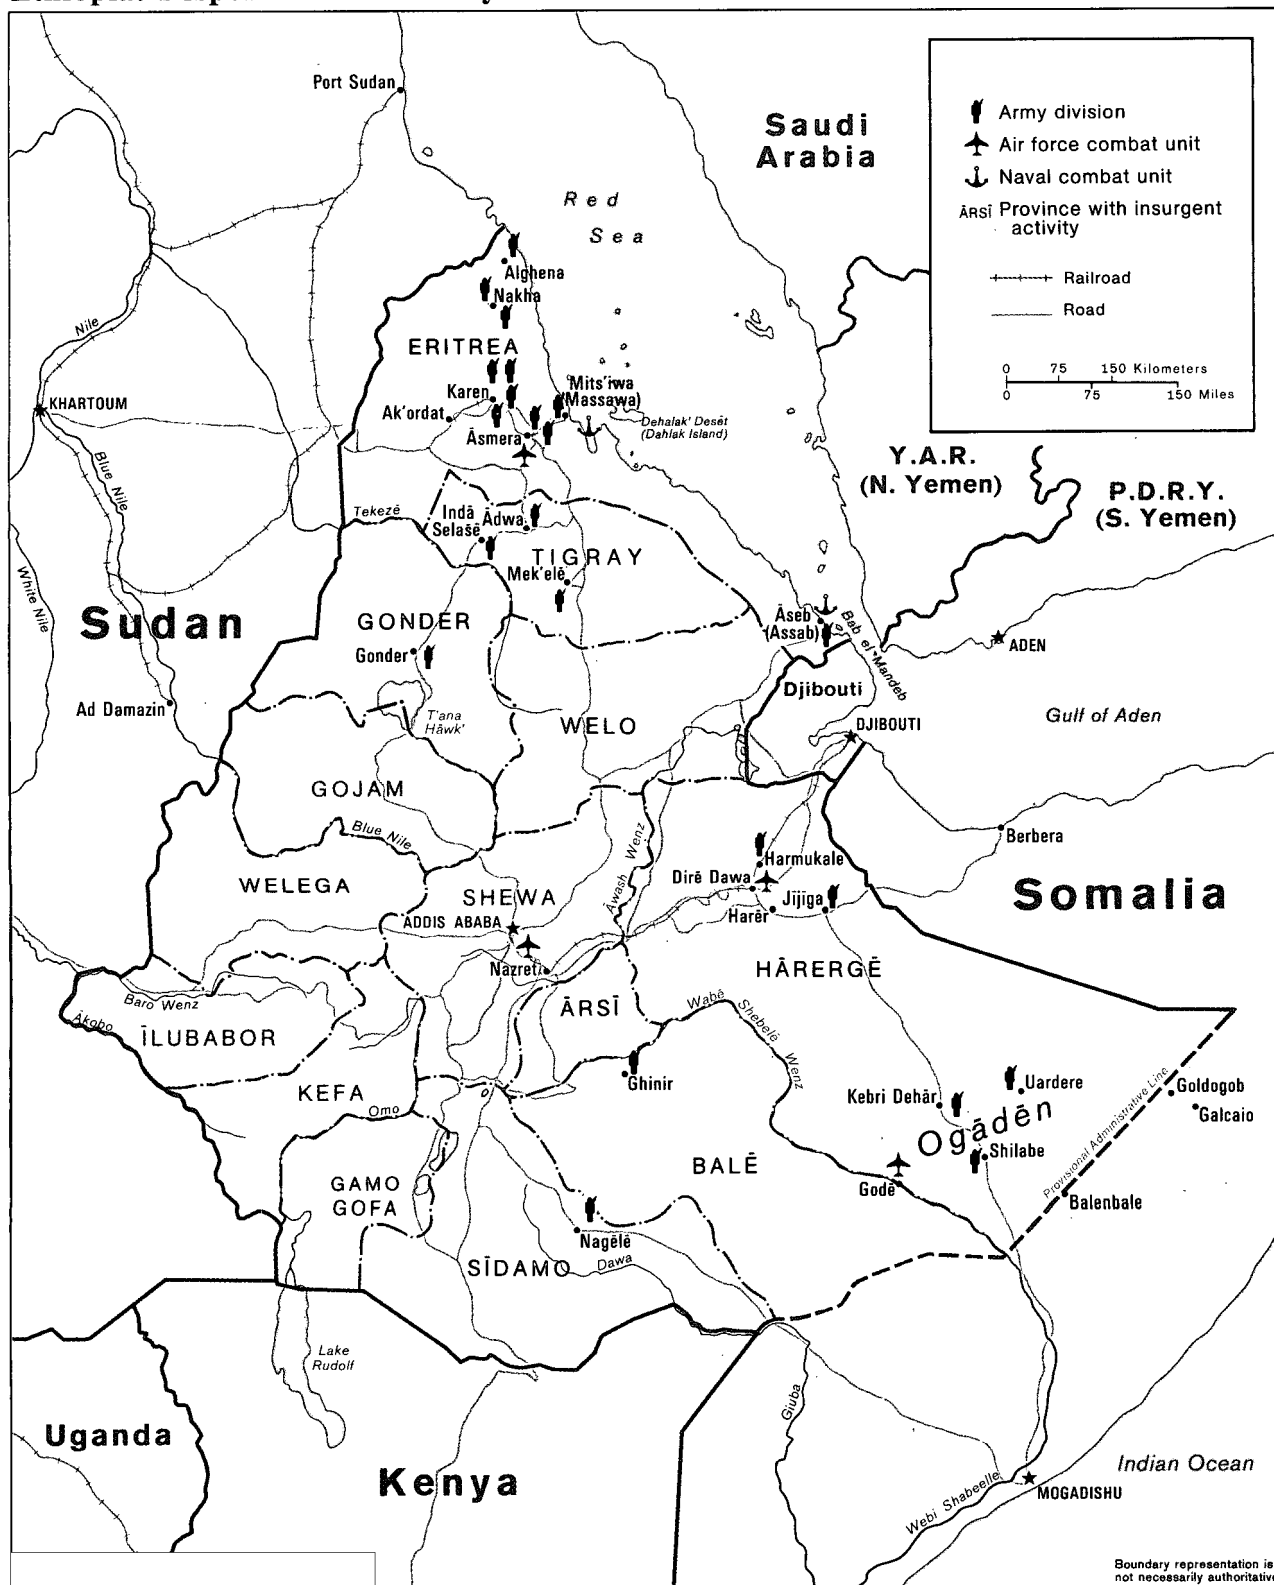 Port Sudan
Saudi
Arabia
Army division
Air force combat unit
Naval combat unit
ĀRSĪ Province with insurgent
activity
Railroad
Road
0 75 150 Kilometers
0 75 150 Miles
Red
Sea
Alghena
Nakha
Nile
ERITREA
Karen
Mits'iwa
(Massawa)
KHARTOUM
Ak'ordat
Āsmera
Dehalak' Desēt
(Dahlak Island)
Y.A.R.
(N. Yemen)
P.D.R.Y.
(S. Yemen)
Blue Nile
Tekezē
Indā
Selasē
Ādwa
TIGRAY
Mek'elē
White Nile
Sudan
GONDER
Gonder
Āseb
(Assab)
Bab el Mandeb
ADEN
Djibouti
Ad Damazin
T'ana
Hāwk'
WELO
DJIBOUTI
Gulf of Aden
GOJAM
Blue Nile
Āwash Wenz
Berbera
Harmukale
WELEGA
SHEWA
Dirē Dawa
Jijiga
Harēr
Somalia
ADDIS ABABA
Nazret
HĀRERGĒ
Baro Wenz
ĀRSĪ
Wabē Shebelē Wenz
Ākobo
ĪLUBABOR
Ghinir
KEFA
Omo
Kebri Dehār
Uardere
Goldogob
Galcaio
Ogādēn
Shilabe
Provisional Administrative Line
GAMO
GOFA
BALĒ
Godē
Balenbale
Nagēlē
SĪDAMO
Dawa
Lake
Rudolf
Uganda
Kenya
Giuba
Indian Ocean
MOGADISHU
Webi Shabeelle
Boundary representation is
not necessarily authoritative